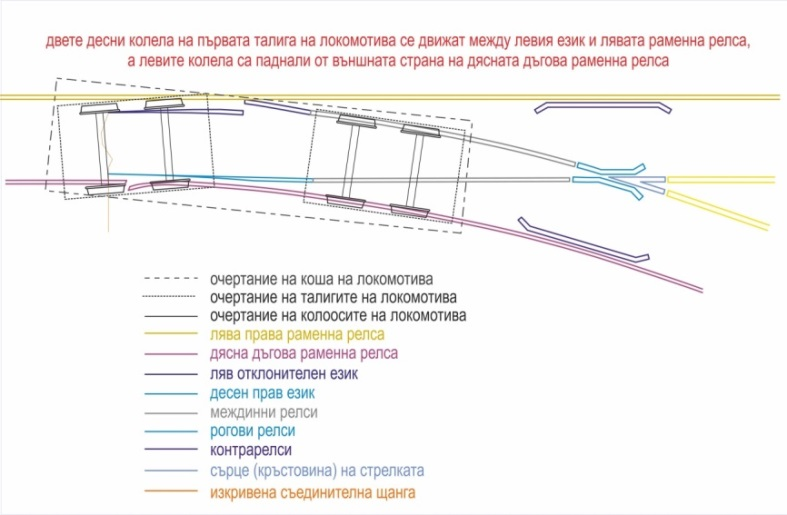 двете десни колела на първата талига на локомотива се движат между левия език и лявата раменна релса,
а левите колела са паднали от външната страна на дясната дъгова раменна релса
очертание на коша на локомотива
очертание на талигите на локомотива
очертание на колоосите на локомотива
лява права раменна релса
дясна дъгова раменна релса
ляв отклонителен език
десен прав език
междинни релси
рогови релси
контрарелси
сърце (кръстовина) на стрелката
изкривена съединителна щанга